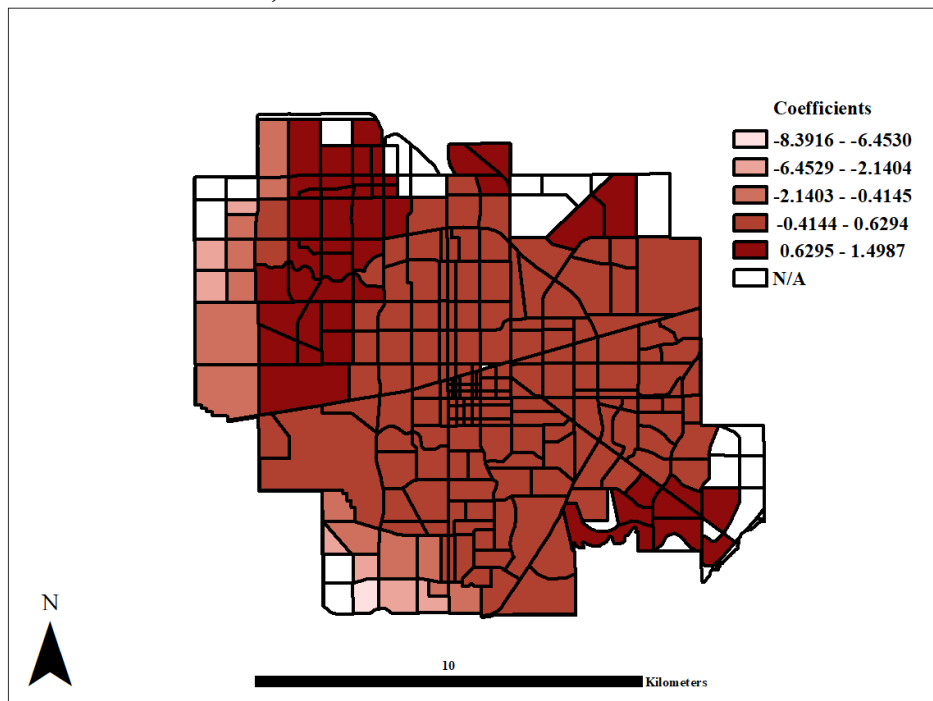 Coefficients
-8.3916 - -6.4530
-6.4529 - -2.1404
-2.1403 - -0.4145
-0.4144 - 0.6294
0.6295 - 1.4987
N/A
N
10
Kilometers